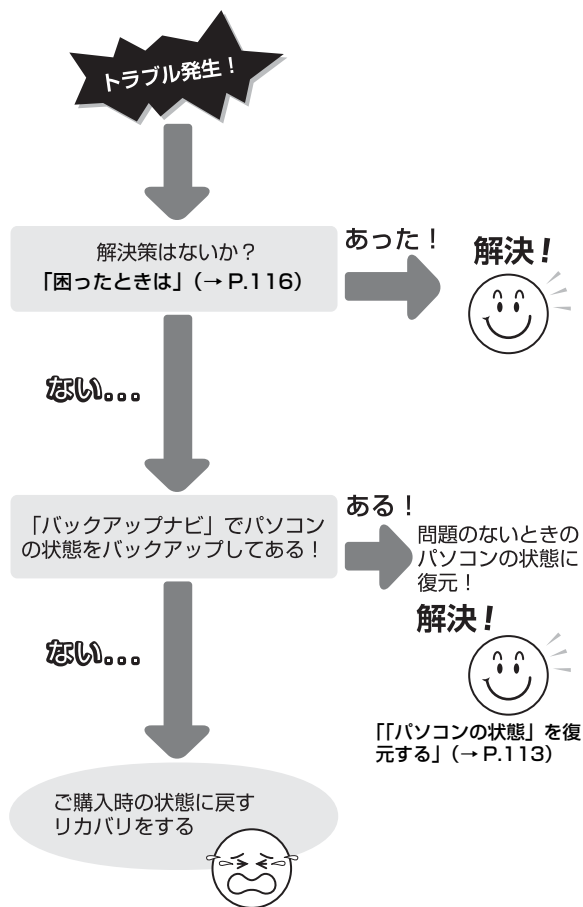 トラブル発生！
解決策はないか？
「困ったときは」（→ P.116）
あった！
解決！
ない...
「バックアップナビ」でパソコン
の状態をバックアップしてある！
ある！
問題のないときの
パソコンの状態に
復元！
解決！
「「パソコンの状態」を復
元する」（→ P.113）
ない...
ご購入時の状態に戻す
リカバリをする